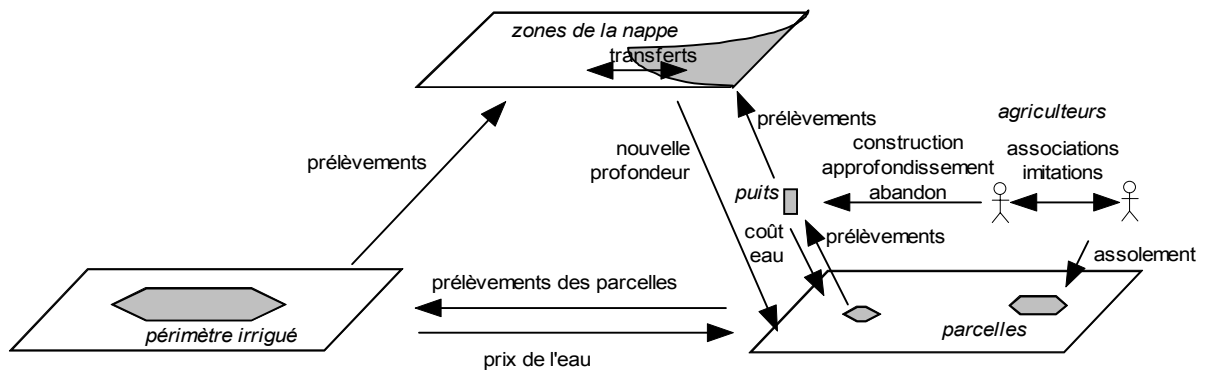 zones de la nappe
transferts
prélèvements
agriculteurs
prélèvements
nouvelle
profondeur
construction
approfondissement
abandon
associations
imitations
puits
coût
eau
prélèvements
assolement
prélèvements des parcelles
périmètre irrigué
parcelles
prix de l'eau